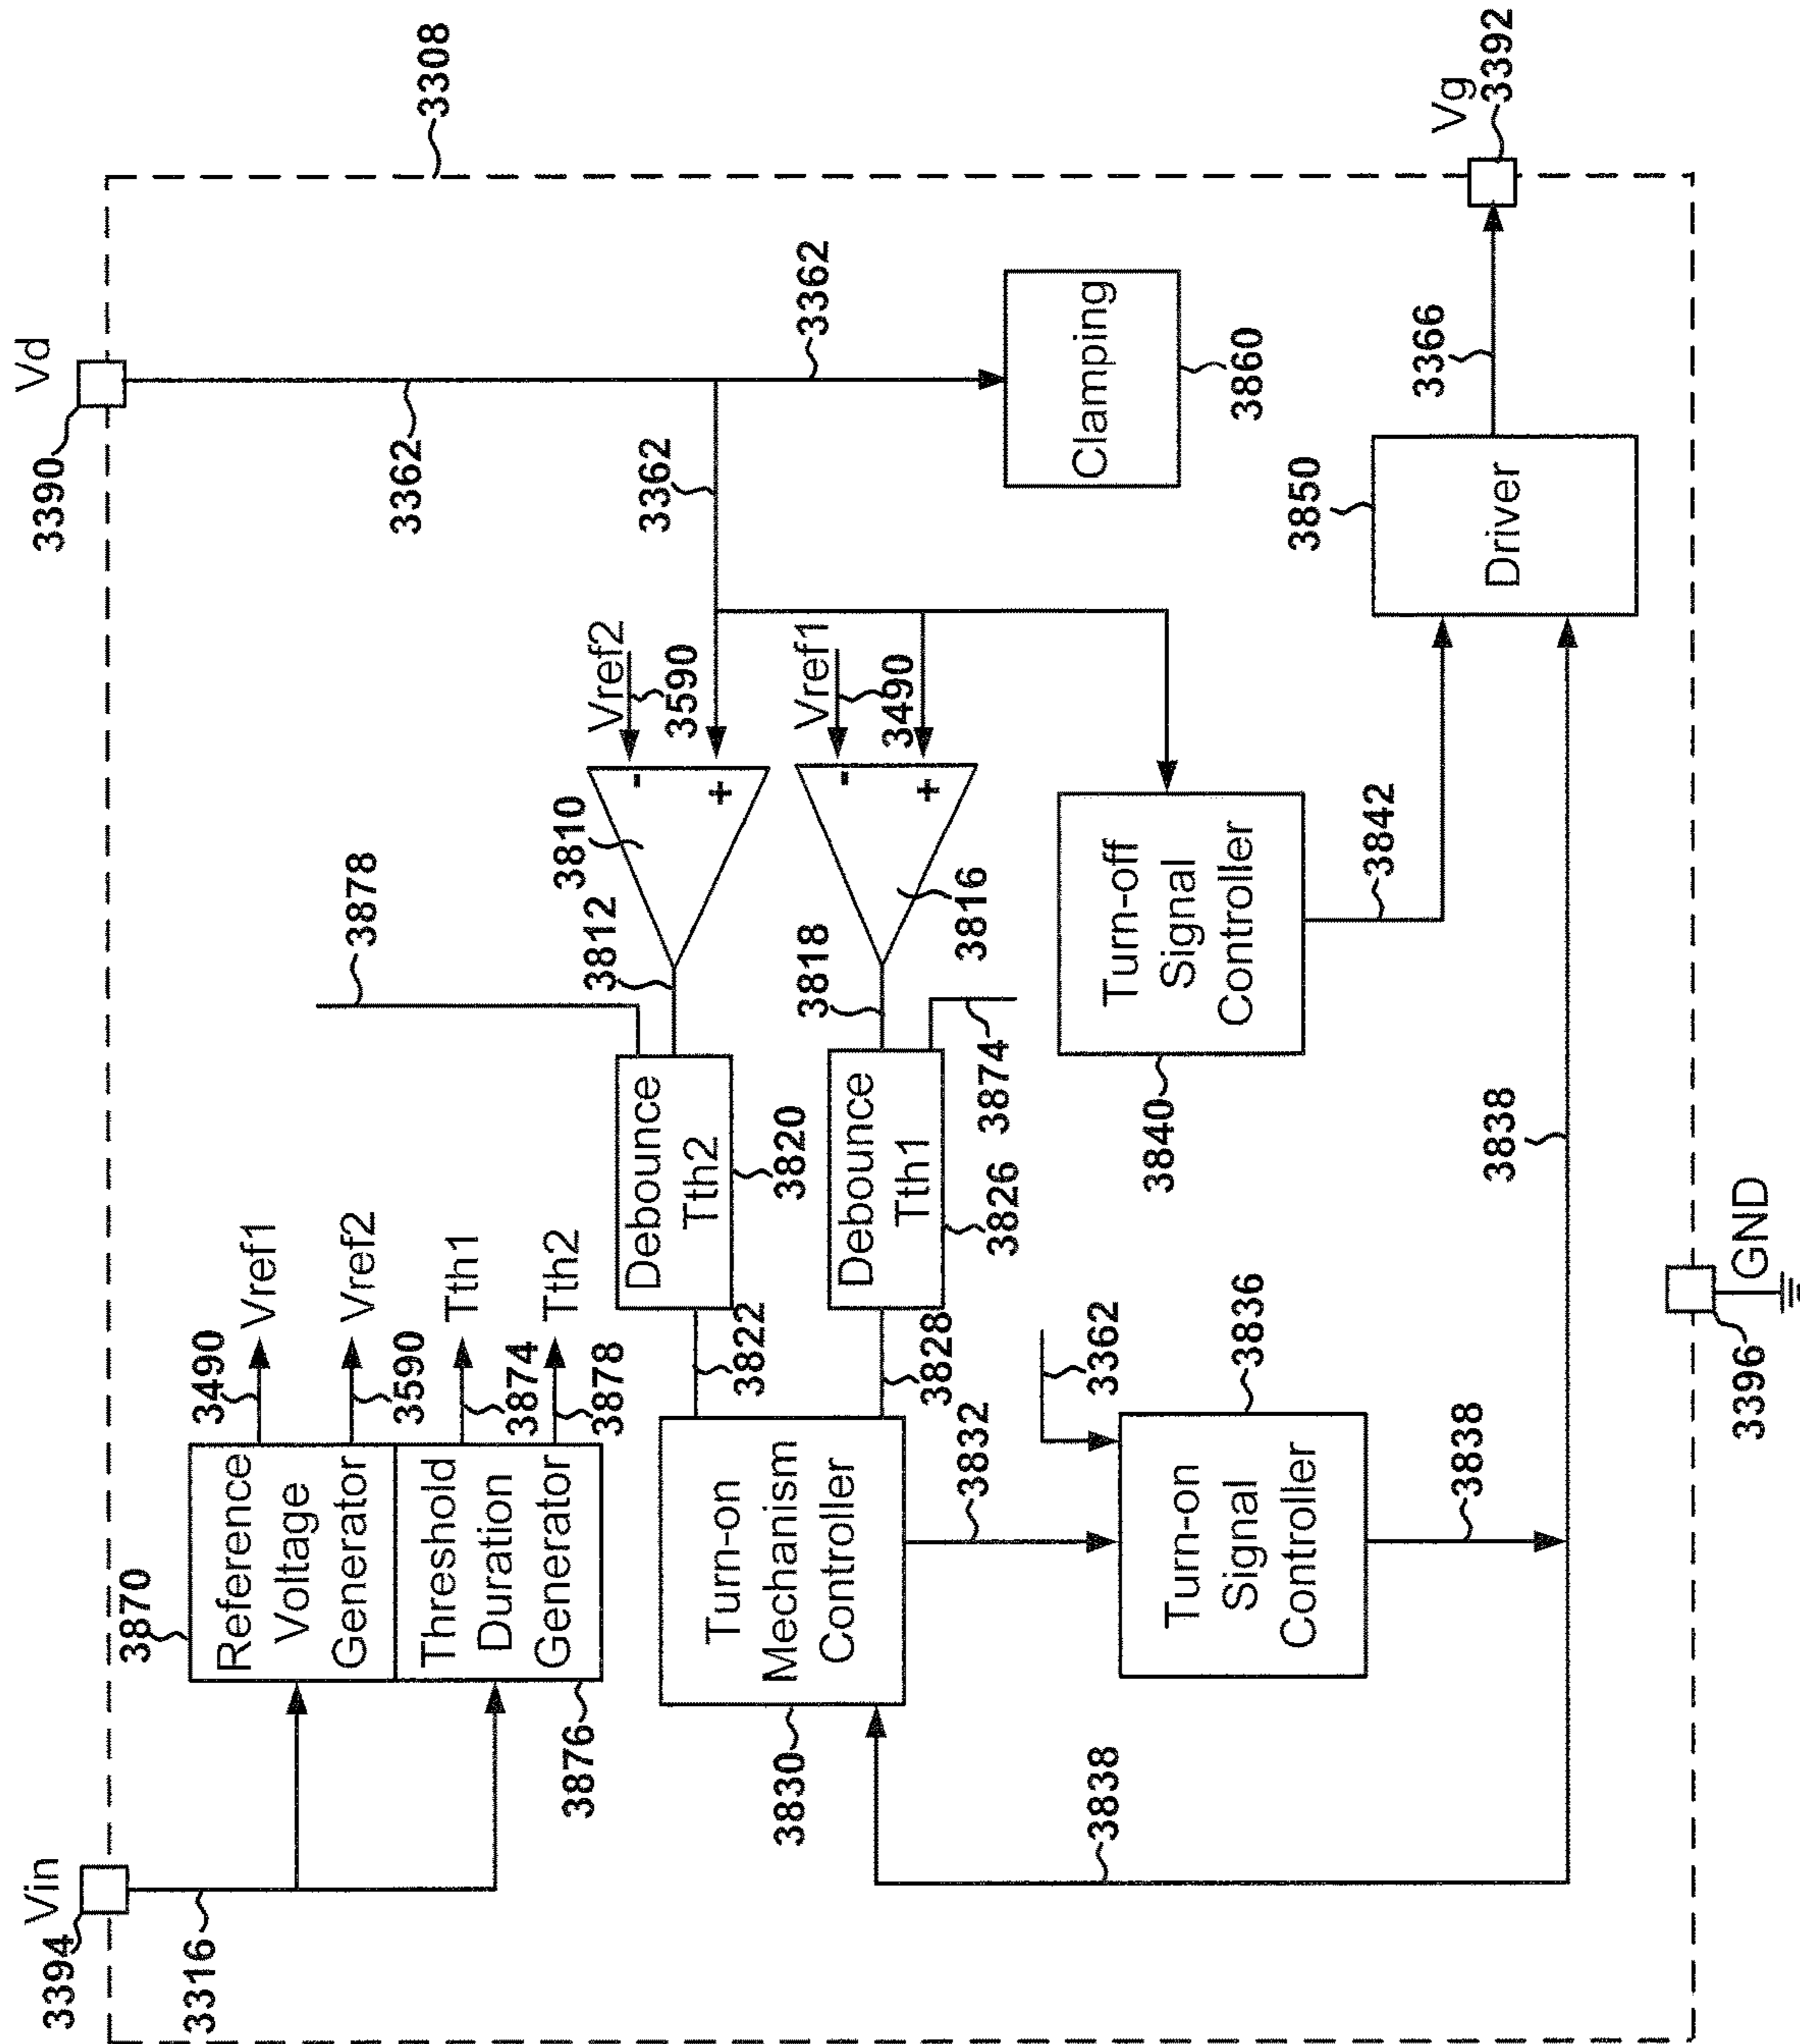 Vin
3394
3316
Vd
3390
3362
3308
3870
Reference
Voltage
Generator
3490
Vref1
3590
Vref2
Threshold
Duration
Generator
3874
Tth1
3878
Tth2
3876
3878
3362
3362
Clamping
3860
Vref2
3590
-
+
3810
3812
Debounce
Tth2
3820
3822
Vref1
3490
-
+
3816
3818
3874
Debounce
Tth1
3826
3828
Turn-on
Mechanism
Controller
3830
3832
3362
Turn-on
Signal
Controller
3836
3838
Turn-off
Signal
Controller
3840
3842
3838
3838
Driver
3850
3366
Vg
3392
3396
GND